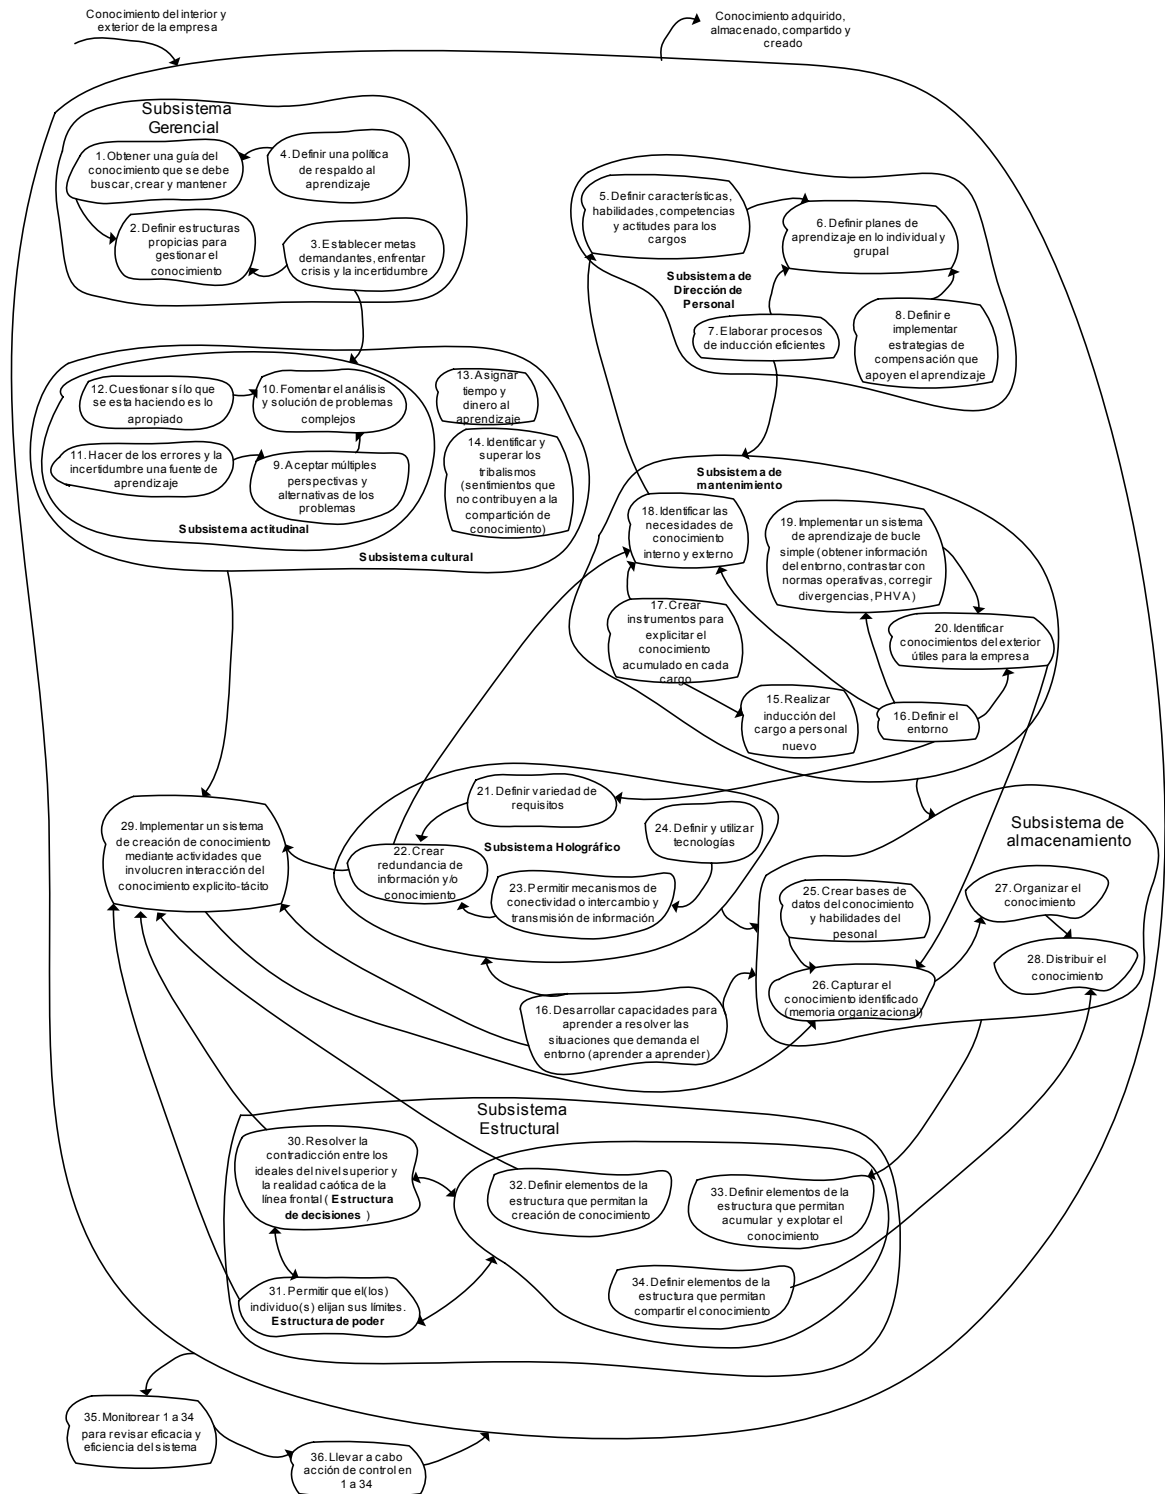 Conocimiento del interior y
exterior de la empresa
Conocimiento adquirido,
almacenado, compartido y
creado
Subsistema
Gerencial
1. Obtener una guía del
conocimiento que se debe
buscar, crear y mantener
4. Definir una política
de respaldo al
aprendizaje
2. Definir estructuras
propicias para
gestionar el
conocimiento
3. Establecer metas
demandantes, enfrentar
crisis y la incertidumbre
5. Definir características,
habilidades, competencias
y actitudes para los
cargos
6. Definir planes de
aprendizaje en lo individual y
grupal
Subsistema de
Dirección de
Personal
7. Elaborar procesos
de inducción eficientes
8. Definir e
implementar
estrategias de
compensación que
apoyen el aprendizaje
12. Cuestionar sí lo que
se esta haciendo es lo
apropiado
10. Fomentar el análisis
y solución de problemas
complejos
11. Hacer de los errores y la
incertidumbre una fuente de
aprendizaje
9. Aceptar múltiples
perspectivas y
alternativas de los
problemas
Subsistema actitudinal
13. Asignar
tiempo y
dinero al
aprendizaje
14. Identificar y
superar los
tribalismos
(sentimientos que
no contribuyen a la
compartición de
conocimiento)
Subsistema cultural
Subsistema de
mantenimiento
18. Identificar las
necesidades de
conocimiento
interno y externo
19. Implementar un sistema
de aprendizaje de bucle
simple (obtener información
del entorno, contrastar con
normas operativas, corregir
divergencias, PHVA)
17. Crear
instrumentos para
explicitar el
conocimiento
acumulado en cada
cargo
20. Identificar
conocimientos del exterior
útiles para la empresa
15. Realizar
inducción del
cargo a personal
nuevo
16. Definir el
entorno
29. Implementar un sistema
de creación de conocimiento
mediante actividades que
involucren interacción del
conocimiento explicito-tácito
21. Definir variedad de
requisitos
22. Crear
redundancia de
información y/o
conocimiento
Subsistema Holográfico
24. Definir y utilizar
tecnologías
23. Permitir mecanismos de
conectividad o intercambio y
transmisión de información
Subsistema de
almacenamiento
25. Crear bases de
datos del conocimiento
y habilidades del
pesonal
27. Organizar el
conocimiento
28. Distribuir el
conocimiento
26. Capturar el
conocimiento identificado
(memoria organizacional)
16. Desarrollar capacidades para
aprender a resolver las
situaciones que demanda el
entorno (aprender a aprender)
Subsistema
Estructural
30. Resolver la
contradicción entre los
ideales del nivel superior y
la realidad caótica de la
línea frontal ( Estructura
de decisiones )
32. Definir elementos de la
estructura que permitan la
creación de conocimiento
33. Definir elementos de la
estructura que permitan
acumular y explotar el
conocimiento
31. Permitir que el(los)
individuo(s) elijan sus límites.
Estructura de poder
34. Definir elementos de la
estructura que permitan
compartir el conocimiento
35. Monitorear 1 a 34
para revisar eficacia y
eficiencia del sistema
36. Llevar a cabo
acción de control en
1 a 34